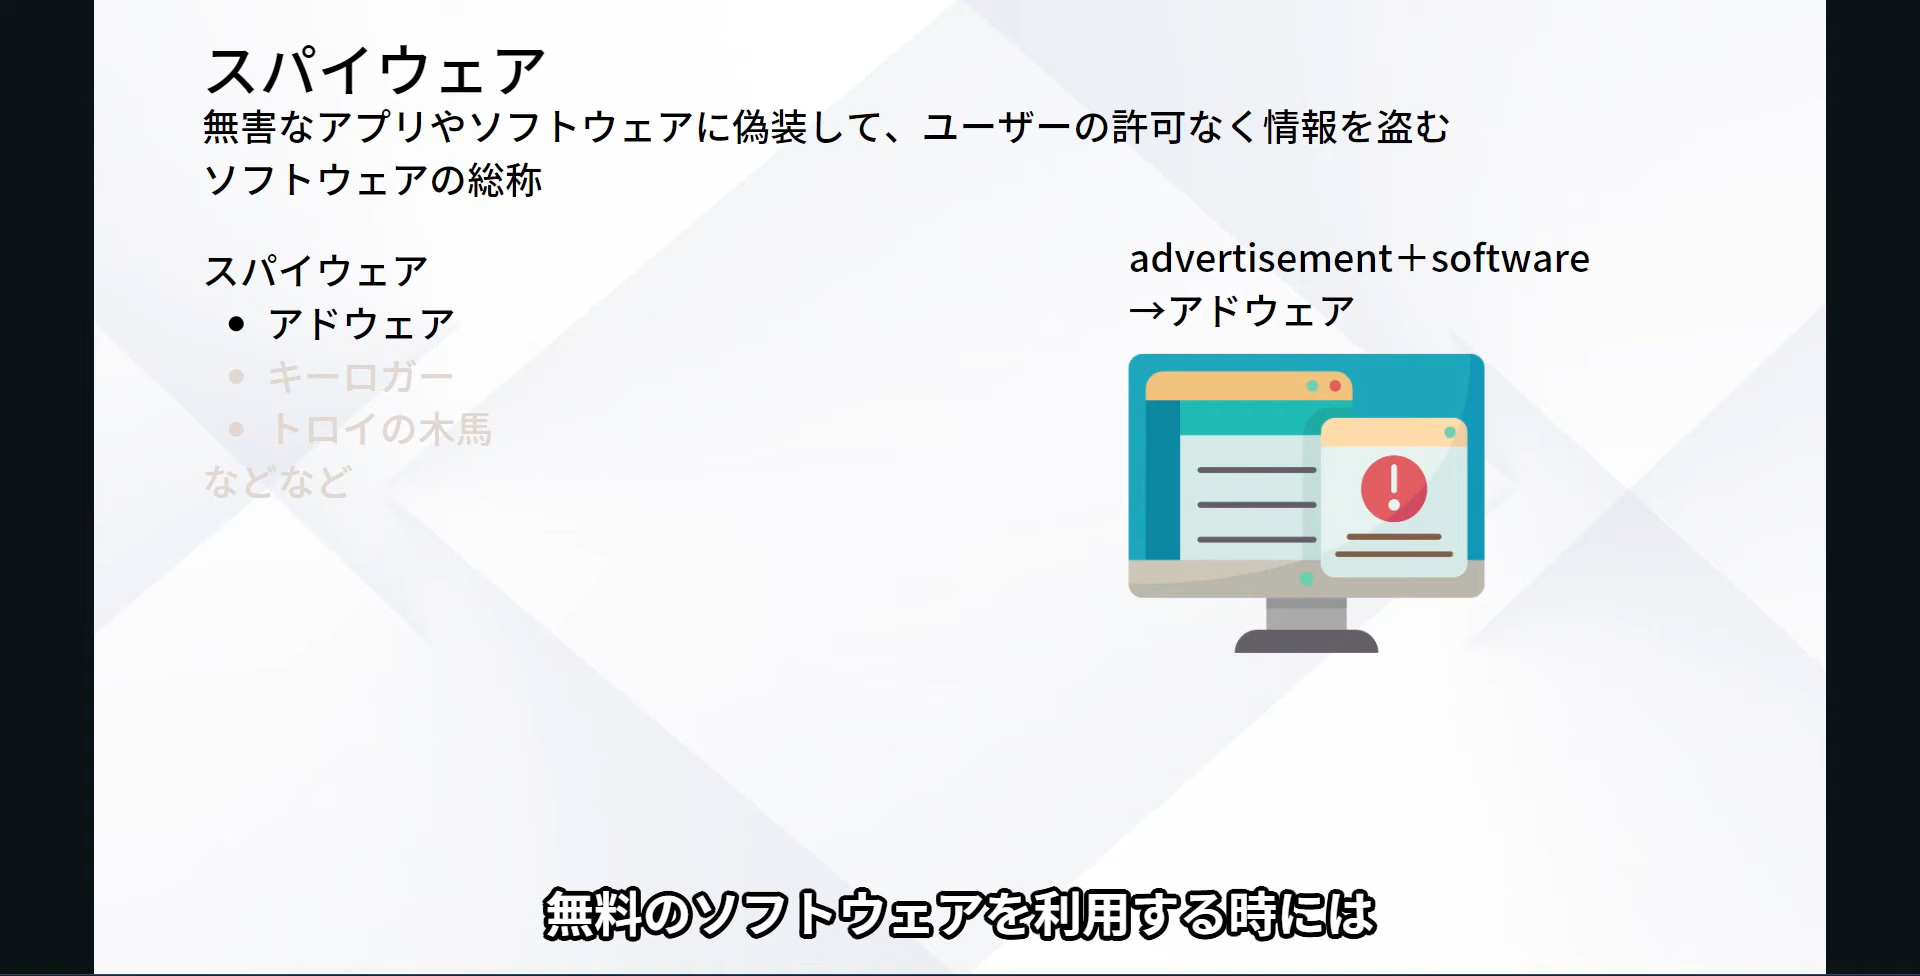 スパイウェア
無害なアプリやソフトウェアに偽装して、ユーザーの許可なく情報を盗む
ソフトウェアの総称
スパイウェア
• アドウェア
• キーロガー
• トロイの木馬
などなど
advertisement＋software
→アドウェア
無料のソフトウェアを利用する時には